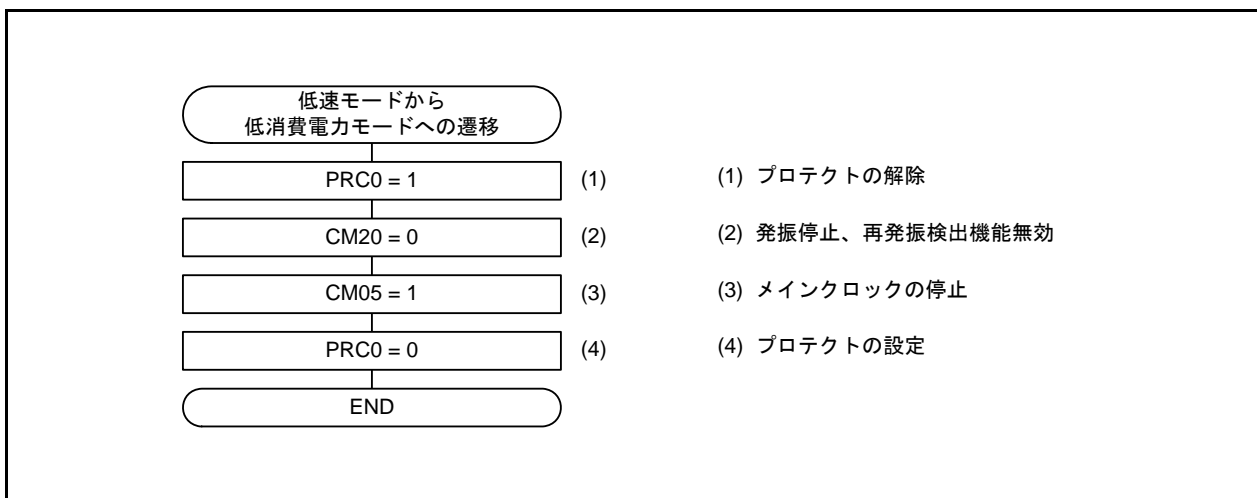 低速モードから
低消費電力モードへの遷移
PRC0 = 1 (1) (1) プロテクトの解除
CM20 = 0 (2) (2) 発振停止、再発振検出機能無効
CM05 = 1 (3) (3) メインクロックの停止
PRC0 = 0 (4) (4) プロテクトの設定
END